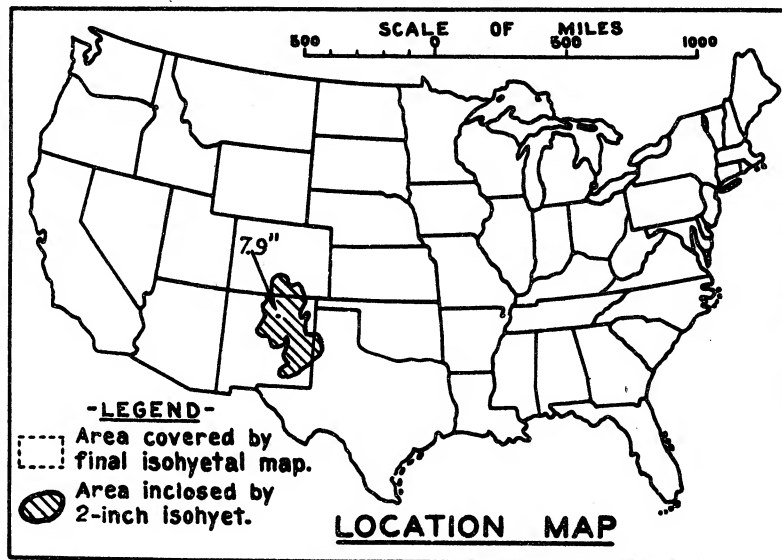 SCALE OF MILES
500 0 500 1000
7.9"
-LEGEND-
Area covered by
final isohyetal map.
Area inclosed by
2-inch isohyet.
LOCATION MAP